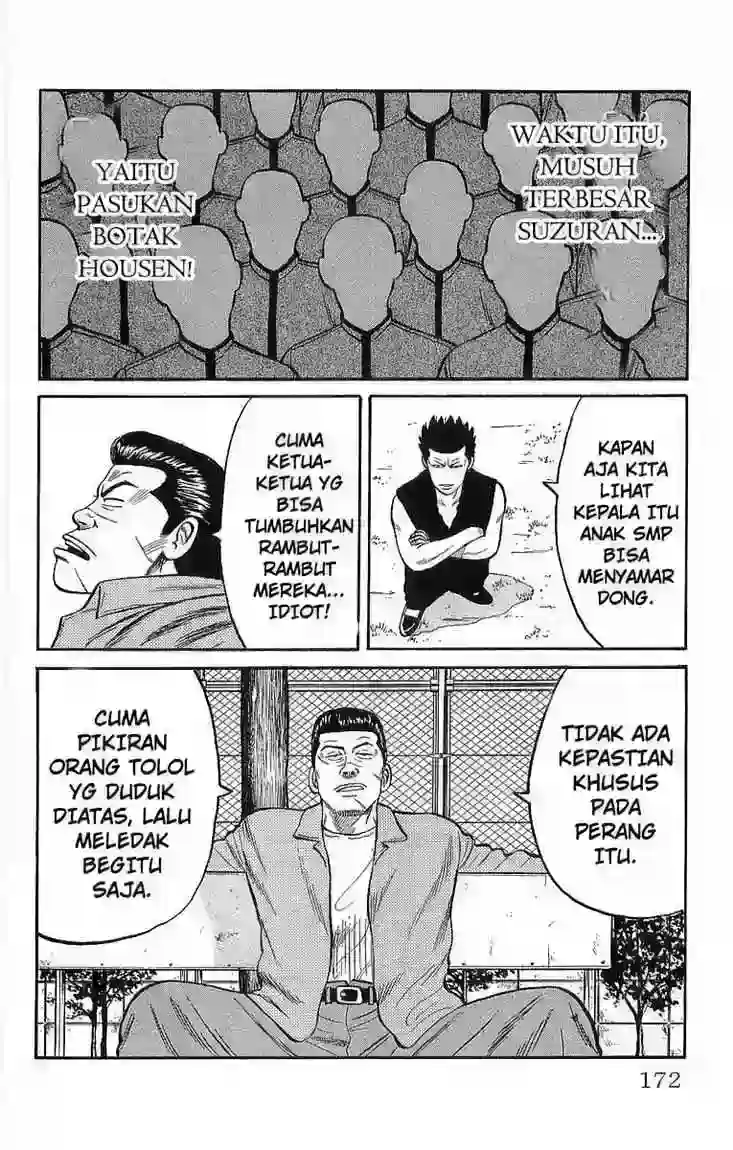 WAKTU ITU,
MUSUH
TERBESAR
SUZURAN...
YAITU
PASUKAN
BOTAK
HOUSEN!
KAPAN
AJA KITA
LIHAT
KEPALA ITU
ANAK SMP
BISA
MENYAMAR
DONG.
CUMA
KETUA-
KETUA YG
BISA
TUMBUHKAN
RAMBUT-
RAMBUT
MEREKA...
IDIOT!
TIDAK ADA
KEPASTIAN
KHUSUS
PADA
PERANG
ITU.
CUMA
PIKIRAN
ORANG TOLOL
YG DUDUK
DIATAS, LALU
MELEDAK
BEGITU
SAJA.
172